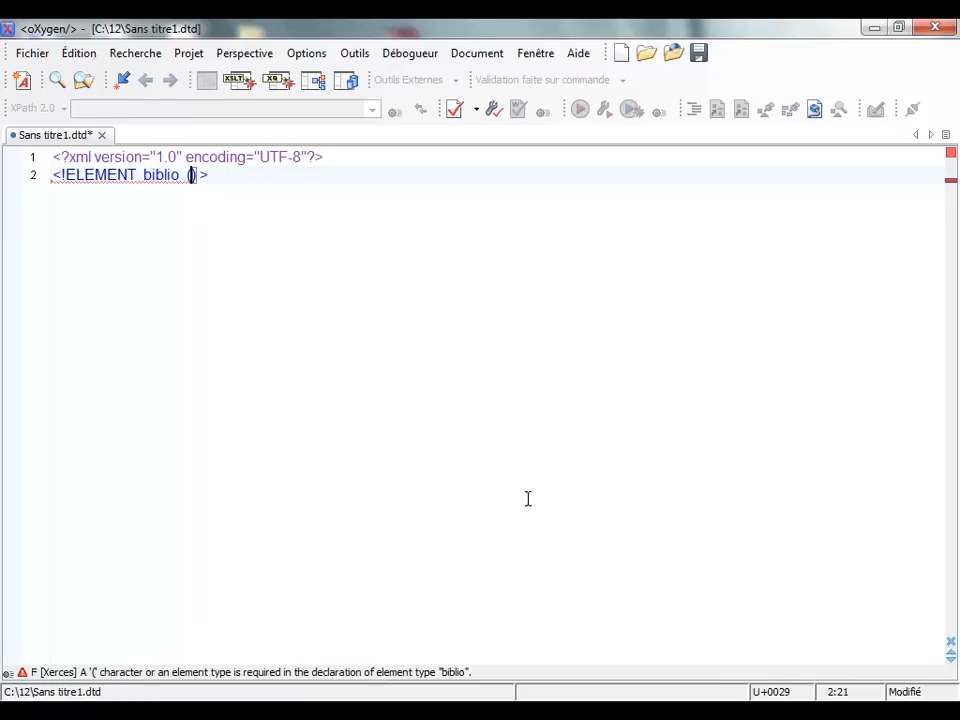 <oXygen/> - [C:\12\Sans titre1.dtd]
Fichier Édition Recherche Projet Perspective Options Outils Débogueur Document Fenêtre Aide
XSLT XQ Outils Externes Validation faite sur commande
XPath 2.0
Sans titre1.dtd*
1 <?xml version="1.0" encoding="UTF-8"?>
2 <!ELEMENT biblio () >
F [Xerces] A '(' character or an element type is required in the declaration of element type "biblio".
C:\12\Sans titre1.dtd U+0029 2:21 Modifié